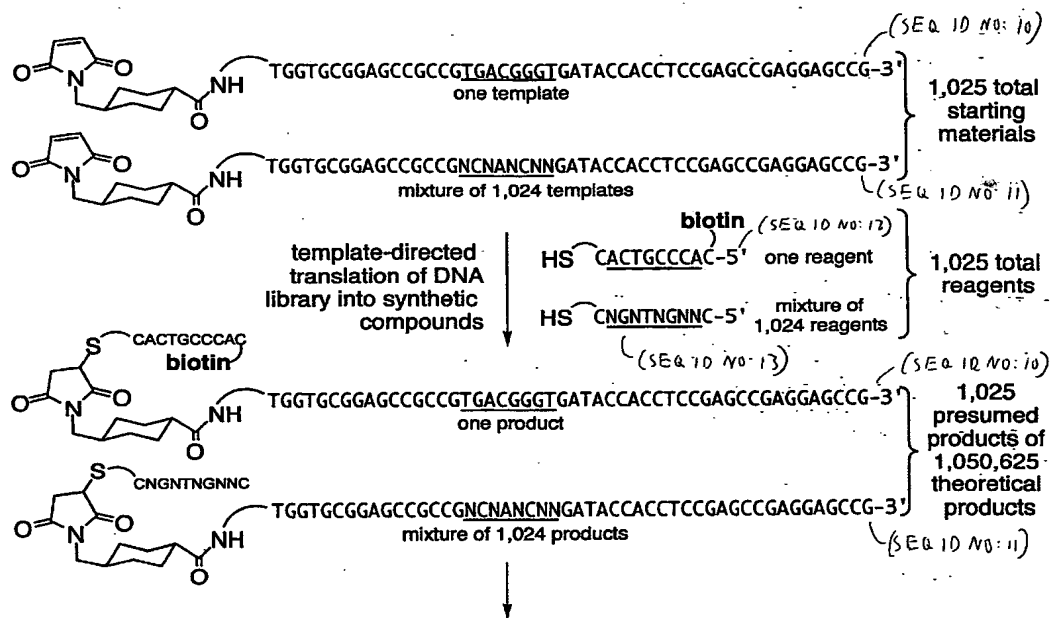 (SEQ ID NO: 10)
TGGTGCGGAGCCGCCGTGACGGGTGATACCACCTCCGAGCCGAGGAGCCG-3'
one template
1,025 total
starting
materials
TGGTGCGGAGCCGCCGNCNANCNNGATACCACCTCCGAGCCGAGGAGCCG-3'
mixture of 1,024 templates
(SEQ ID NO: 11)
template-directed
translation of DNA
library into synthetic
compounds
biotin
(SEQ ID NO: 12)
HS CACTGCCCAC-5' one reagent
HS CNGNTNGNNC-5' mixture of
1,024 reagents
(SEQ ID NO: 13)
1,025 total
reagents
S CACTGCCCAC
biotin
(SEQ ID NO: 10)
TGGTGCGGAGCCGCCGTGACGGGTGATACCACCTCCGAGCCGAGGAGCCG-3'
one product
1,025
presumed
products of
1,050,625
theoretical
products
S CNGNTNGNNC
TGGTGCGGAGCCGCCGNCNANCNNGATACCACCTCCGAGCCGAGGAGCCG-3'
mixture of 1,024 products
(SEQ ID NO: 11)
O
N
O
NH
O
O
N
O
NH
O
O
N
O
NH
O
O
N
O
NH
O